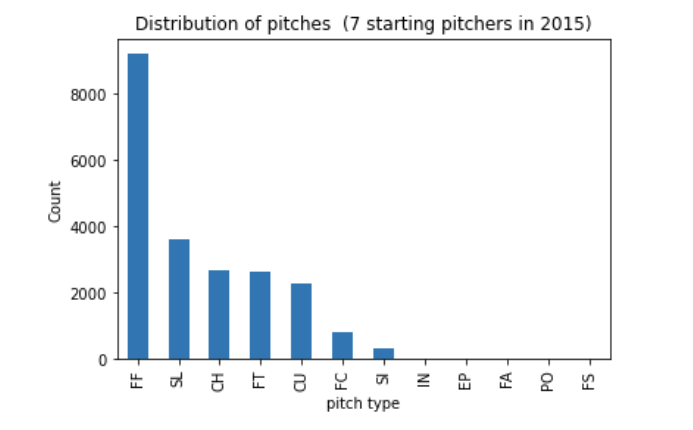 Distribution of pitches  (7 starting pitchers in 2015)
Count
8000
6000
4000
2000
0
FF SL CH FT CU FC SI IN EP FA PO FS
pitch type